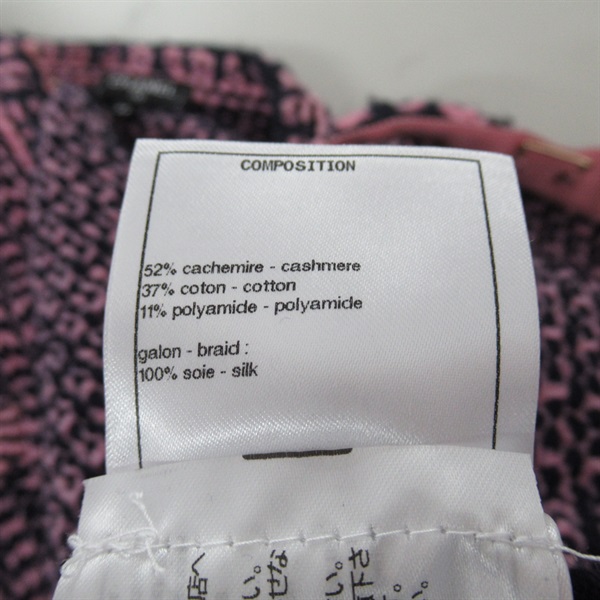 COMPOSITION
52% cachemire - cashmere
37% coton - cotton
11% polyamide - polyamide
galon - braid :
100% soie - silk